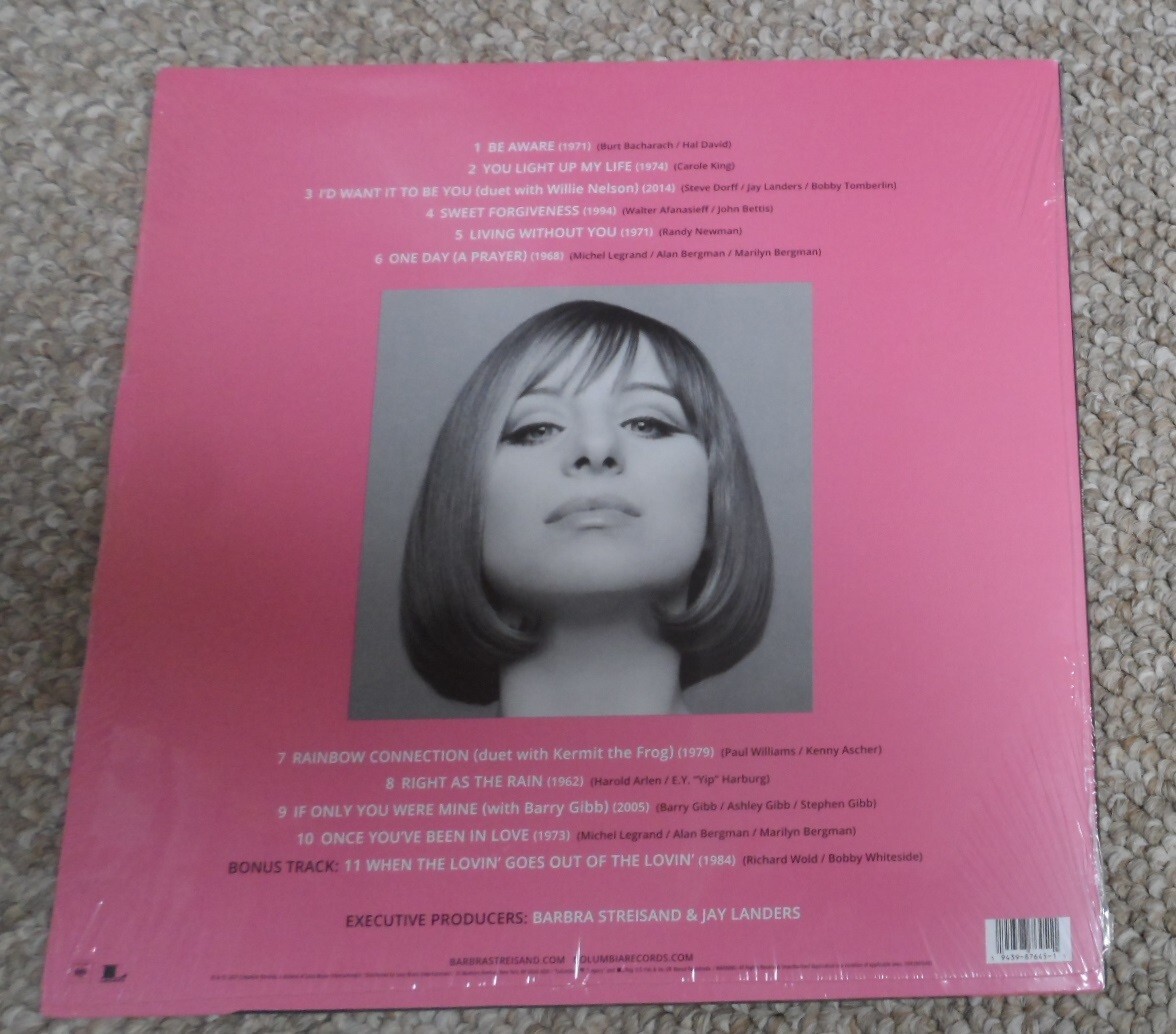 1 BE AWARE (1971) (Burt Bacharach / Hal David)
2 YOU LIGHT UP MY LIFE (1974) (Carole King)
3 I'D WANT IT TO BE YOU (duet with Willie Nelson) (2014) (Steve Dorff / Jay Landers / Bobby Tomberlin)
4 SWEET FORGIVENESS (1994) (Walter Afanasieff / John Bettis)
5 LIVING WITHOUT YOU (1971) (Randy Newman)
6 ONE DAY (A PRAYER) (1968) (Michel Legrand / Alan Bergman / Marilyn Bergman)
7 RAINBOW CONNECTION (duet with Kermit the Frog) (1979) (Paul Williams / Kenny Ascher)
8 RIGHT AS THE RAIN (1962) (Harold Arlen / E.Y. "Yip" Harburg)
9 IF ONLY YOU WERE MINE (with Barry Gibb) (2005) (Barry Gibb / Ashley Gibb / Stephen Gibb)
10 ONCE YOU'VE BEEN IN LOVE (1973) (Michel Legrand / Alan Bergman / Marilyn Bergman)
BONUS TRACK: 11 WHEN THE LOVIN' GOES OUT OF THE LOVIN' (1984) (Richard Wold / Bobby Whiteside)
EXECUTIVE PRODUCERS: BARBRA STREISAND & JAY LANDERS
BARBRASTREISAND.COM COLUMBIARECORDS.COM